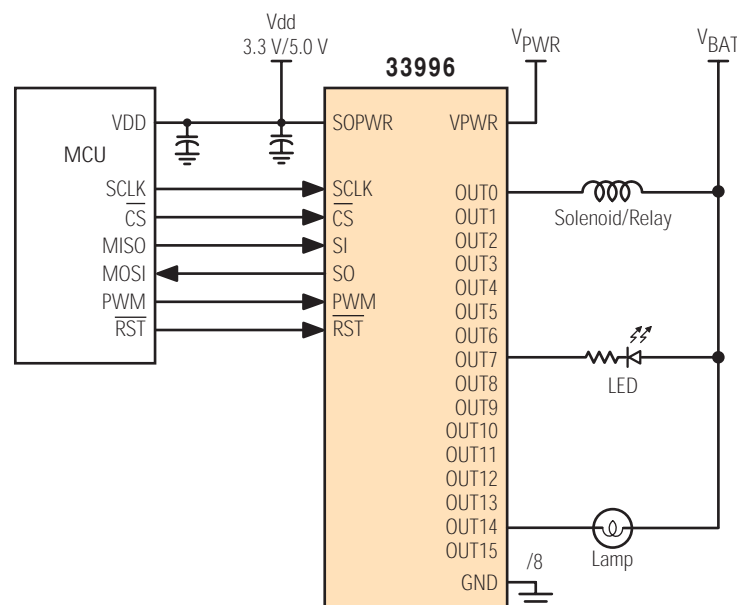 Vdd
3.3 V/5.0 V
VPWR
VBAT
33996
MCU
VDD
SCLK
CS
MISO
MOSI
PWM
RST
SOPWR
SCLK
CS
SI
SO
PWM
RST
VPWR
OUT0
OUT1
OUT2
OUT3
OUT4
OUT5
OUT6
OUT7
OUT8
OUT9
OUT10
OUT11
OUT12
OUT13
OUT14
OUT15
GND
/8
Solenoid/Relay
LED
Lamp